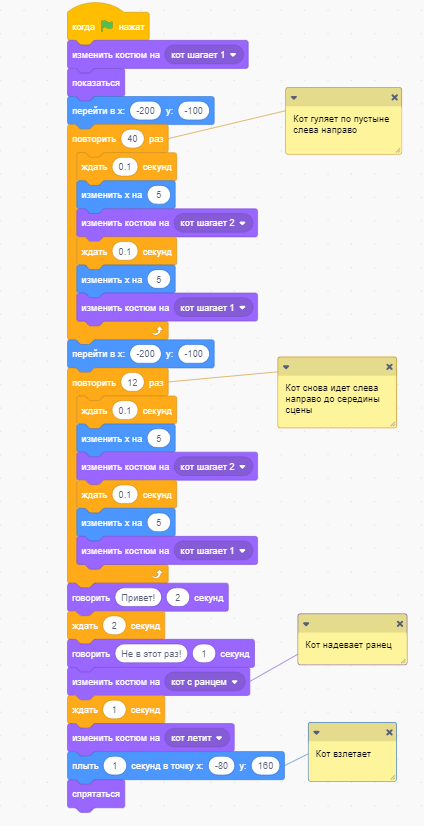 когда нажат
изменить костюм на кот шагает 1
показаться
перейти в x: -200 y: -100
повторить 40 раз
Кот гуляет по пустыне
слева направо
ждать 0.1 секунд
изменить x на 5
изменить костюм на кот шагает 2
ждать 0.1 секунд
изменить x на 5
изменить костюм на кот шагает 1
перейти в x: -200 y: -100
повторить 12 раз
Кот снова идет слева
направо до середины
сцены
ждать 0.1 секунд
изменить x на 5
изменить костюм на кот шагает 2
ждать 0.1 секунд
изменить x на 5
изменить костюм на кот шагает 1
говорить Привет! 2 секунд
ждать 2 секунд
говорить Не в этот раз! 1 секунд
Кот надевает ранец
изменить костюм на кот с ранцем
ждать 1 секунд
изменить костюм на кот летит
плыть 1 секунд в точку x: -80 y: 160
Кот взлетает
спрятаться